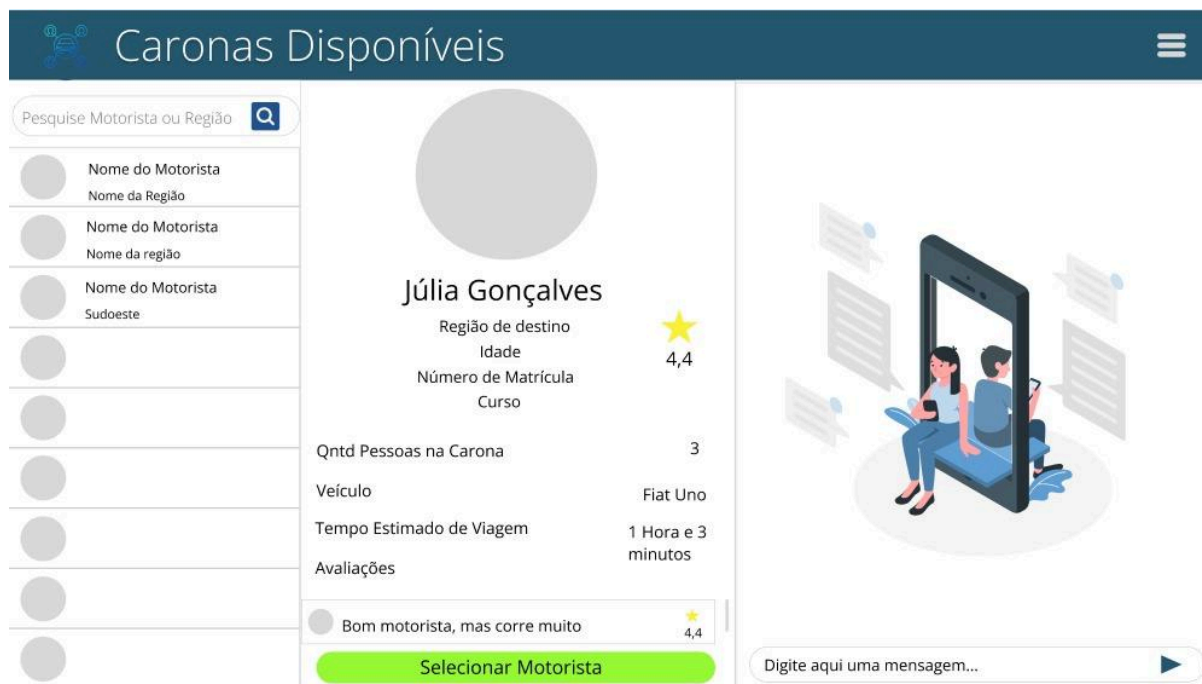 Caronas Disponíveis
Pesquise Motorista ou Região
Nome do Motorista
Nome da Região
Nome do Motorista
Nome da região
Nome do Motorista
Sudoeste
Júlia Gonçalves
Região de destino
Idade
Número de Matrícula
Curso
4,4
Qntd Pessoas na Carona 3
Veículo Fiat Uno
Tempo Estimado de Viagem 1 Hora e 3
minutos
Avaliações
Bom motorista, mas corre muito 4,4
Selecionar Motorista
Digite aqui uma mensagem...